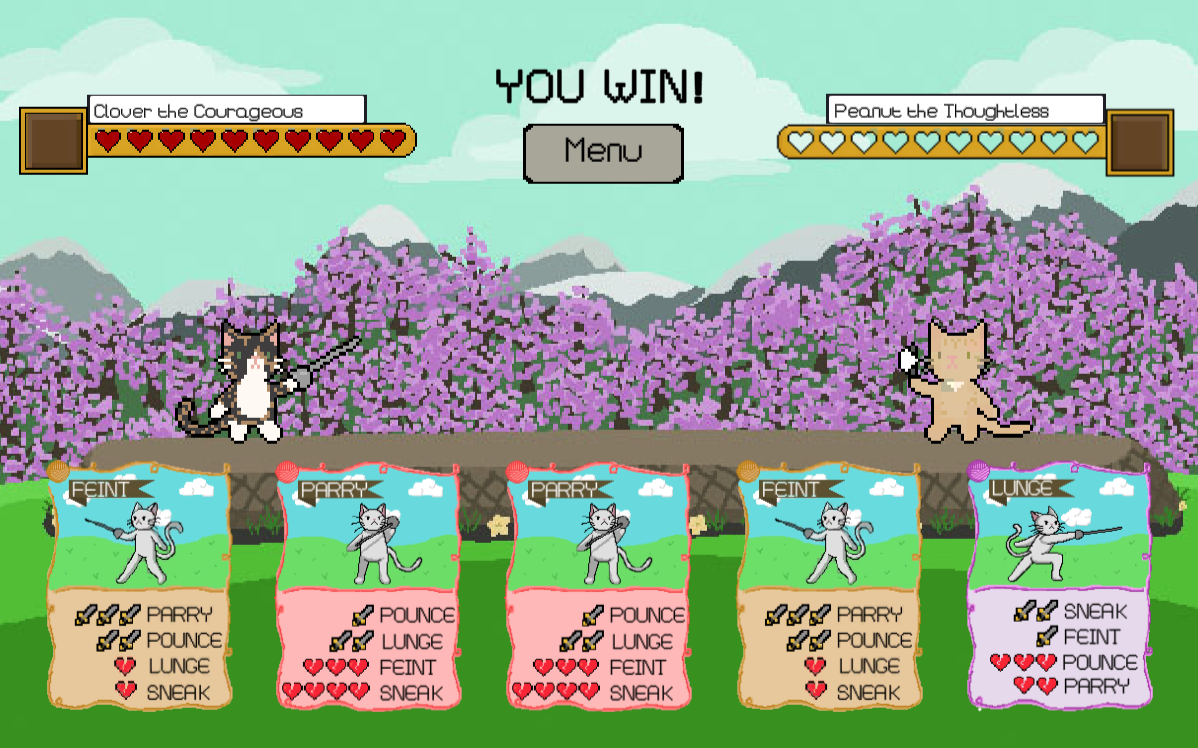 YOU WIN!
Clover the Courageous
Peanut the Thoughtless
Menu
FEINT
PARRY
POUNCE
LUNGE
SNEAK
PARRY
POUNCE
LUNGE
FEINT
SNEAK
PARRY
POUNCE
LUNGE
FEINT
SNEAK
FEINT
PARRY
POUNCE
LUNGE
SNEAK
LUNGE
SNEAK
FEINT
POUNCE
PARRY